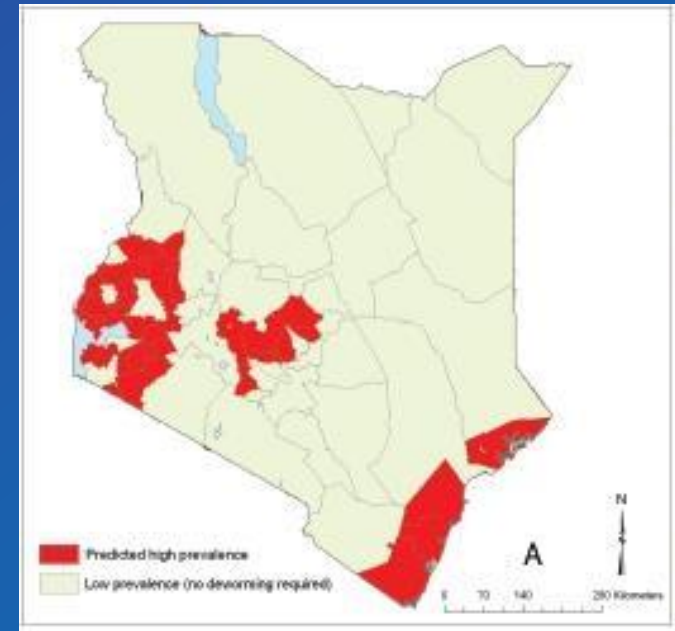 Predicted high prevalence
Low prevalence (no deworming required)
A
N
0 70 140 280 Kilometers